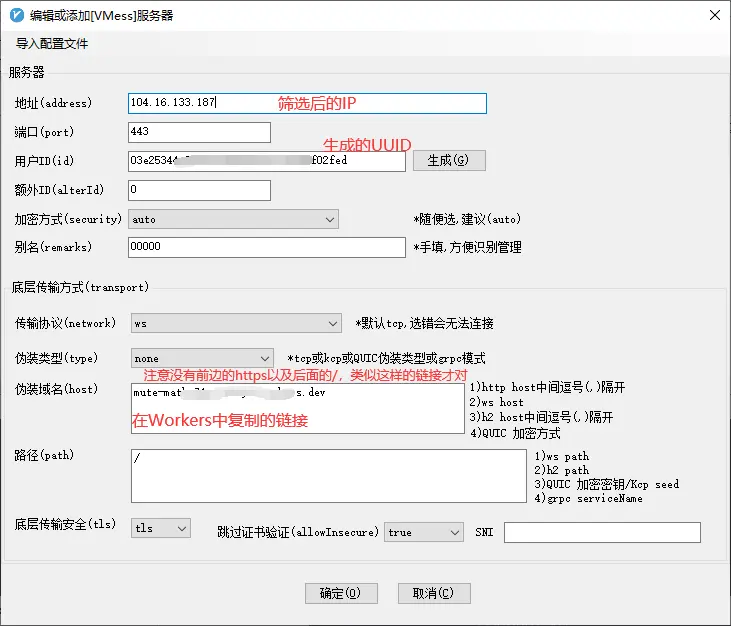 编辑或添加[VMess]服务器
导入配置文件
服务器
地址(address) 104.16.133.187 筛选后的IP
端口(port) 443
生成的UUID
用户ID(id) 03e25344 f02fed 生成(G)
额外ID(alterId) 0
加密方式(security) auto *随便选,建议(auto)
别名(remarks) 00000 *手填,方便识别管理
底层传输方式(transport)
传输协议(network) ws *默认tcp,选错会无法连接
伪装类型(type) none *tcp或kcp或QUIC伪装类型或grpc模式
注意没有前边的https以及后面的/，类似这样的链接才对
伪装域名(host) .dev 1)http host中间逗号(,)隔开
2)ws host
在Workers中复制的链接 3)h2 host中间逗号(,)隔开
4)QUIC 加密方式
路径(path) / 1)ws path
2)h2 path
3)QUIC 加密密钥/Kcp seed
4)grpc serviceName
底层传输安全(tls) tls 跳过证书验证(allowInsecure) true SNI
确定(O) 取消(C)